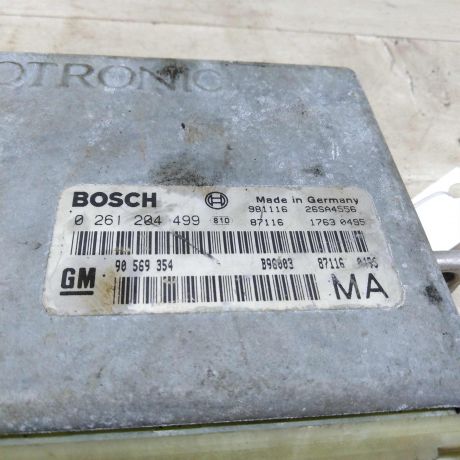 OTRONIC
BOSCH Made in Germany
0 261 204 499 810 981116 26SA4556
87116 1763 0495
GM 90 569 354 B96003 87116 0495
MA